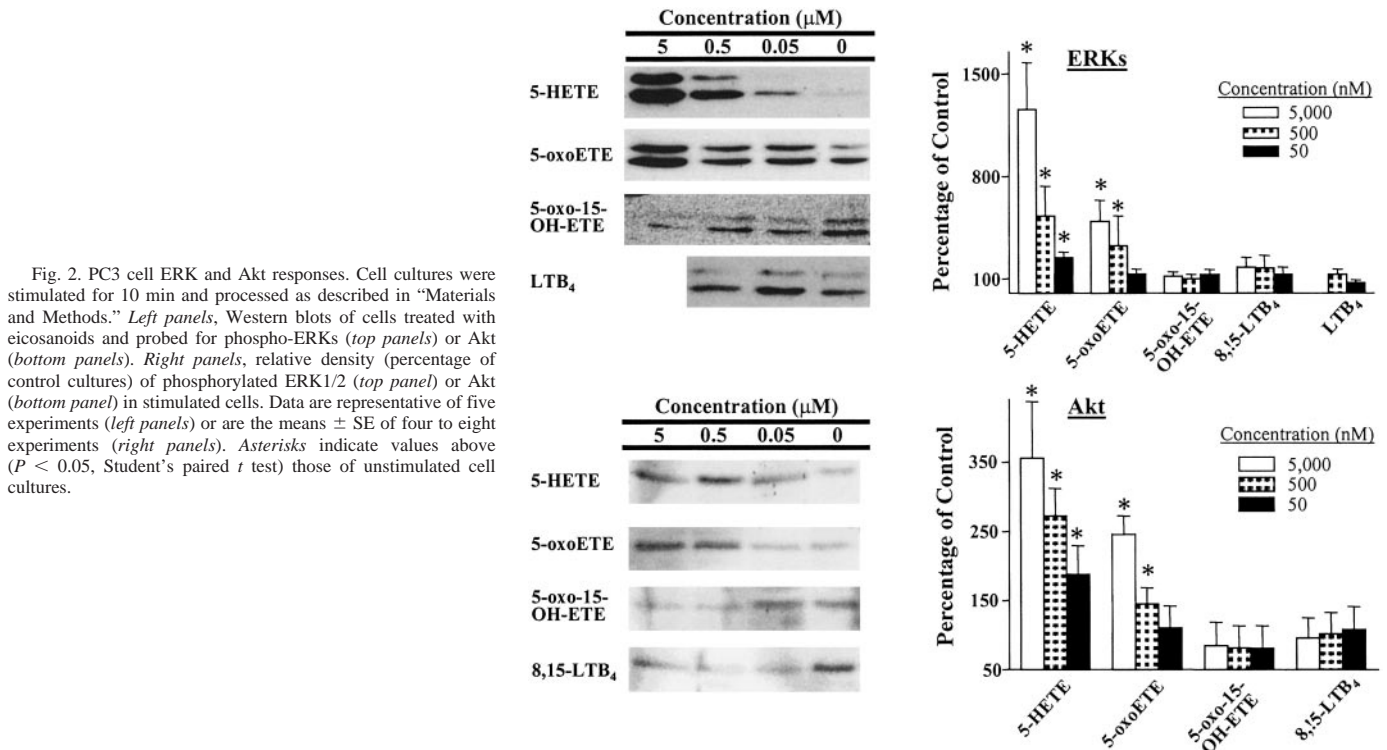 Fig. 2. PC3 cell ERK and Akt responses. Cell cultures were
stimulated for 10 min and processed as described in “Materials
and Methods.” Left panels, Western blots of cells treated with
eicosanoids and probed for phospho-ERKs (top panels) or Akt
(bottom panels). Right panels, relative density (percentage of
control cultures) of phosphorylated ERK1/2 (top panel) or Akt
(bottom panel) in stimulated cells. Data are representative of five
experiments (left panels) or are the means ± SE of four to eight
experiments (right panels). Asterisks indicate values above
(P < 0.05, Student’s paired t test) those of unstimulated cell
cultures.
Concentration (μM)
5 0.5 0.05 0
5-HETE
5-oxoETE
5-oxo-15-
OH-ETE
LTB4
ERKs
Percentage of Control
1500
800
100
Concentration (nM)
5,000
500
50
* * * * *
5-HETE
5-oxoETE
5-oxo-15-
OH-ETE
8,!5-LTB4
LTB4
Concentration (μM)
5 0.5 0.05 0
5-HETE
5-oxoETE
5-oxo-15-
OH-ETE
8,15-LTB4
Akt
Percentage of Control
350
250
150
50
Concentration (nM)
5,000
500
50
* * * * *
5-HETE
5-oxoETE
5-oxo-15-
OH-ETE
8,!5-LTB4